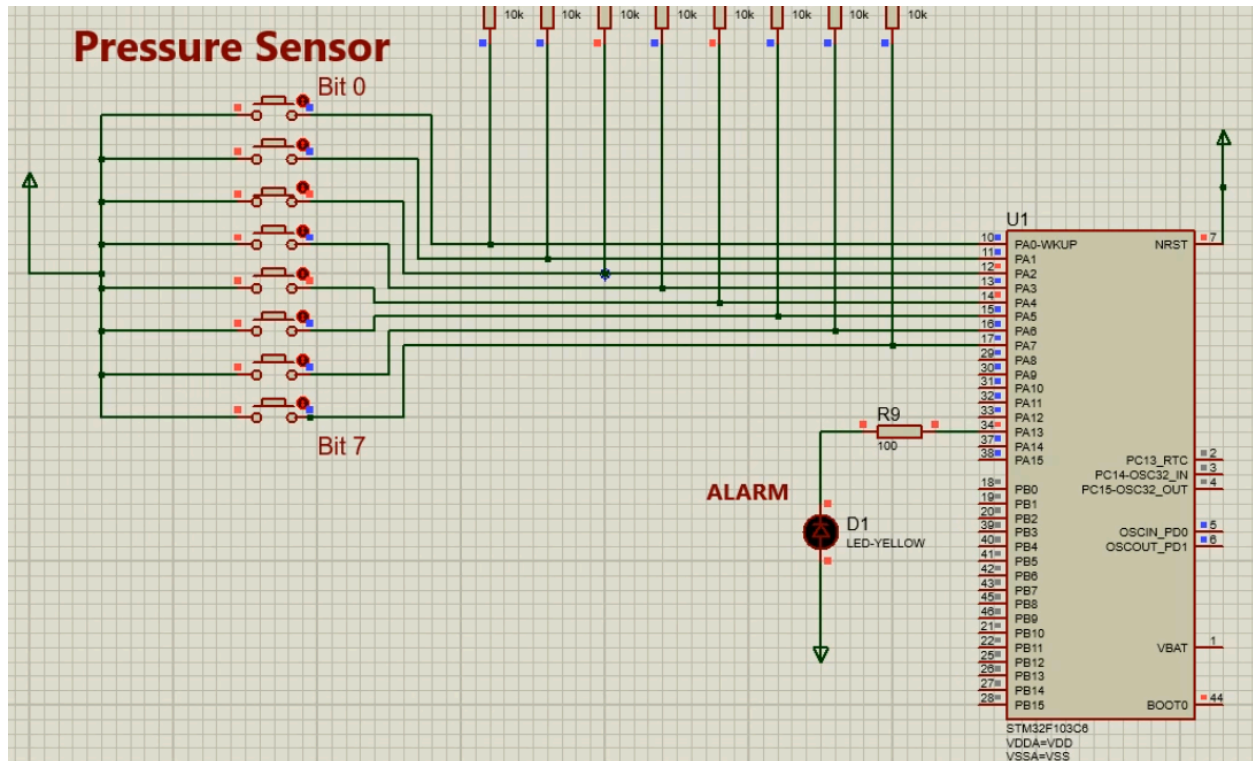 10k 10k 10k 10k 10k 10k 10k 10k
Pressure Sensor
Bit 0
Bit 7
U1
10 PA0-WKUP NRST 7
11 PA1
12 PA2
13 PA3
14 PA4
15 PA5
16 PA6
17 PA7
29 PA8
30 PA9
31 PA10
32 PA11
33 PA12
34 PA13
37 PA14
38 PA15
PC13_RTC 2
PC14-OSC32_IN 3
PC15-OSC32_OUT 4
18 PB0
19 PB1
20 PB2
39 PB3 OSCIN_PD0 5
40 PB4 OSCOUT_PD1 6
41 PB5
42 PB6
43 PB7
45 PB8
46 PB9
21 PB10
22 PB11 VBAT 1
25 PB12
26 PB13
27 PB14
28 PB15 BOOT0 44
STM32F103C6
VDDA=VDD
VSSA=VSS
R9
100
ALARM
D1
LED-YELLOW